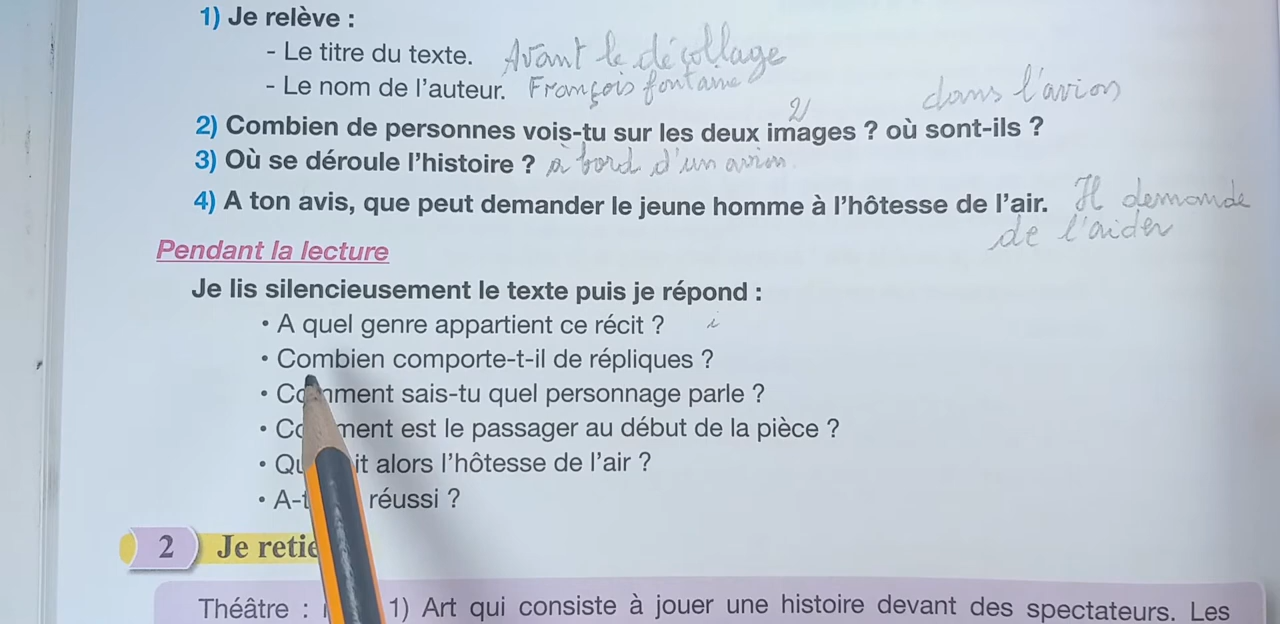 1) Je relève :
- Le titre du texte. Avant le décollage
- Le nom de l'auteur. François fontaine
dans l'avion
2/
2) Combien de personnes vois-tu sur les deux images ? où sont-ils ?
3) Où se déroule l'histoire ? à bord d'un avion.
4) A ton avis, que peut demander le jeune homme à l'hôtesse de l'air. Il demande
de l'aider
Pendant la lecture
Je lis silencieusement le texte puis je répond :
• A quel genre appartient ce récit ?
• Combien comporte-t-il de répliques ?
• Comment sais-tu quel personnage parle ?
• Comment est le passager au début de la pièce ?
• Qu it alors l'hôtesse de l'air ?
• A-t réussi ?
2 Je retie
Théâtre : 1) Art qui consiste à jouer une histoire devant des spectateurs. Les